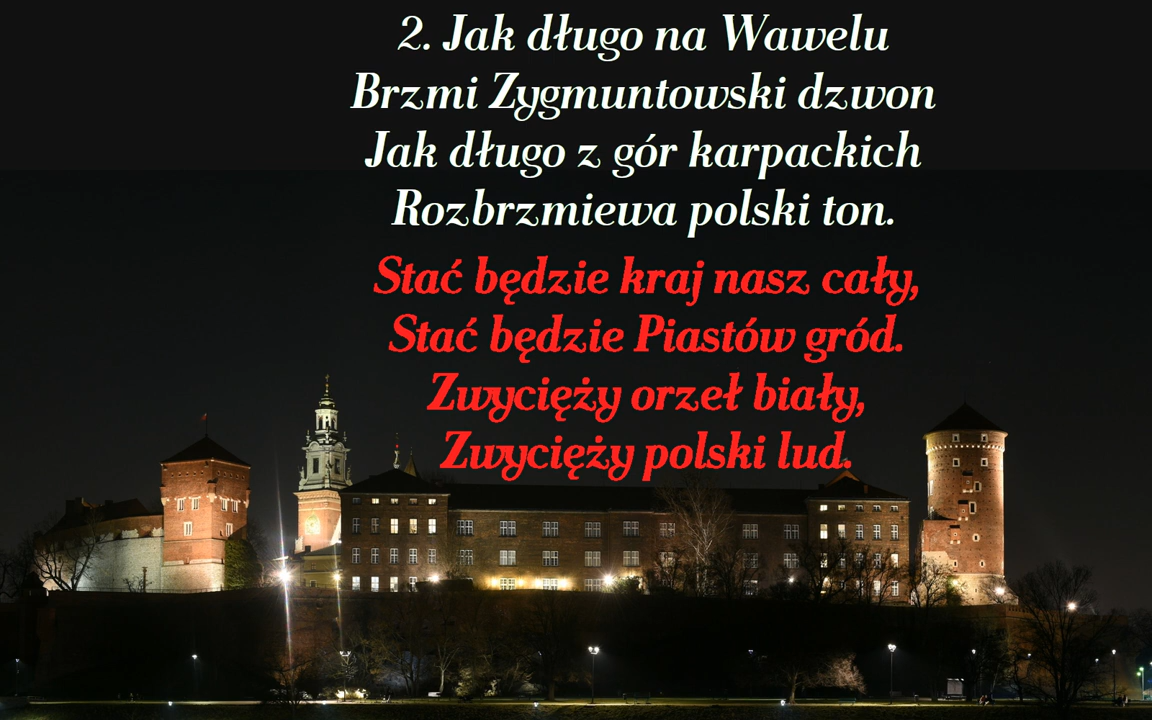 2. Jak długo na Wawelu
Brzmi Zygmuntowski dzwon
Jak długo z gór karpackich
Rozbrzmiewa polski ton.
Stać będzie kraj nasz cały,
Stać będzie Piastów gród.
Zwycięży orzeł biały,
Zwycięży polski lud.